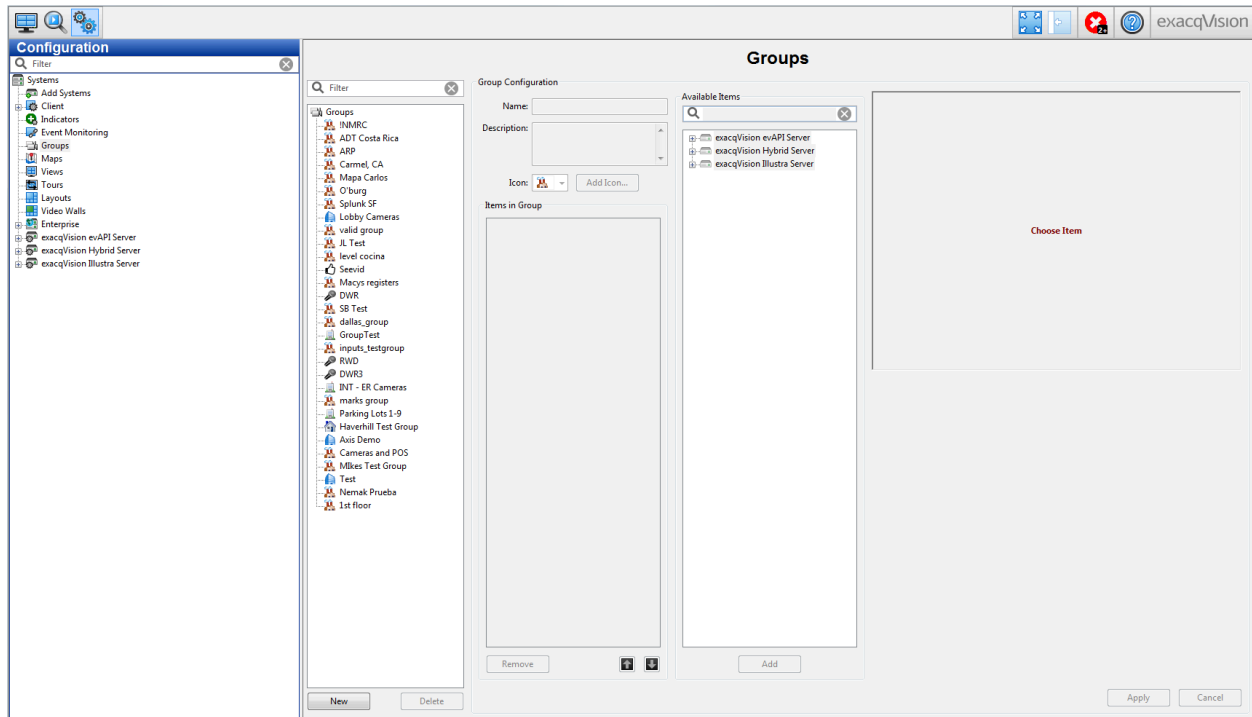 exacqVision
2+
Configuration
Filter
Systems
Add Systems
Client
Indicators
Event Monitoring
Groups
Maps
Views
Tours
Layouts
Video Walls
Enterprise
exacqVision evAPI Server
exacqVision Hybrid Server
exacqVision Illustra Server
Groups
Filter
Groups
!NMRC
ADT Costa Rica
ARP
Carmel, CA
Mapa Carlos
O'burg
Splunk SF
Lobby Cameras
valid group
JL Test
level cocina
Seevid
Macys registers
DWR
SB Test
dallas_group
GroupTest
inputs_testgroup
RWD
DWR3
INT - ER Cameras
marks group
Parking Lots 1-9
Haverhill Test Group
Axis Demo
Cameras and POS
MIkes Test Group
Test
Nemak Prueba
1st floor
New
Delete
Group Configuration
Name:
Description:
Icon:
Add Icon...
Items in Group
Remove
Available Items
exacqVision evAPI Server
exacqVision Hybrid Server
exacqVision Illustra Server
Add
Choose Item
Apply
Cancel